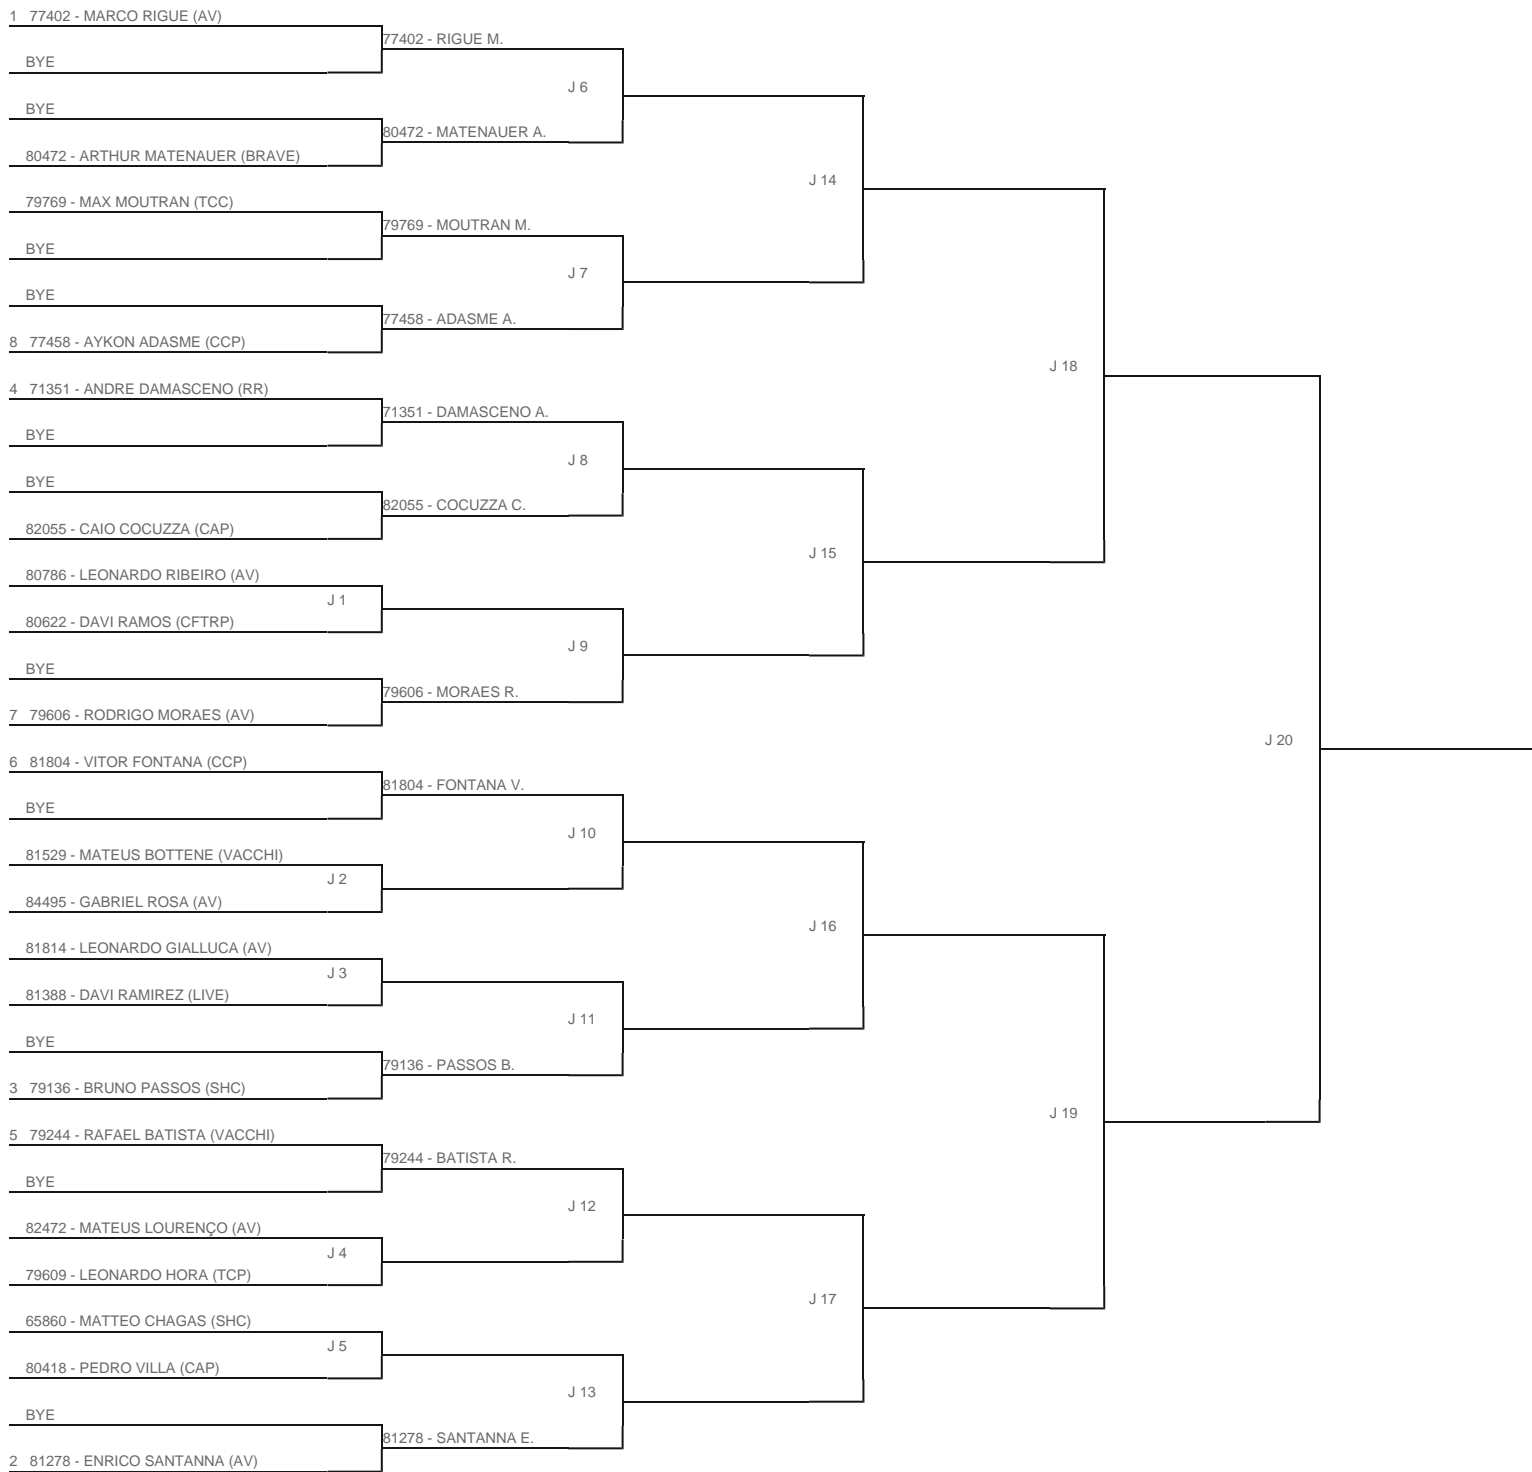 1 77402 - MARCO RIGUE (AV)
77402 - RIGUE M.
BYE
J 6
BYE
80472 - MATENAUER A.
80472 - ARTHUR MATENAUER (BRAVE)
J 14
79769 - MAX MOUTRAN (TCC)
79769 - MOUTRAN M.
BYE
J 7
BYE
77458 - ADASME A.
8 77458 - AYKON ADASME (CCP)
J 18
4 71351 - ANDRE DAMASCENO (RR)
71351 - DAMASCENO A.
BYE
J 8
BYE
82055 - COCUZZA C.
82055 - CAIO COCUZZA (CAP)
J 15
80786 - LEONARDO RIBEIRO (AV)
J 1
80622 - DAVI RAMOS (CFTRP)
J 9
BYE
79606 - MORAES R.
7 79606 - RODRIGO MORAES (AV)
J 20
6 81804 - VITOR FONTANA (CCP)
81804 - FONTANA V.
BYE
J 10
81529 - MATEUS BOTTENE (VACCHI)
J 2
84495 - GABRIEL ROSA (AV)
J 16
81814 - LEONARDO GIALLUCA (AV)
J 3
81388 - DAVI RAMIREZ (LIVE)
J 11
BYE
79136 - PASSOS B.
3 79136 - BRUNO PASSOS (SHC)
J 19
5 79244 - RAFAEL BATISTA (VACCHI)
79244 - BATISTA R.
BYE
J 12
82472 - MATEUS LOURENÇO (AV)
J 4
79609 - LEONARDO HORA (TCP)
J 17
65860 - MATTEO CHAGAS (SHC)
J 5
80418 - PEDRO VILLA (CAP)
J 13
BYE
81278 - SANTANNA E.
2 81278 - ENRICO SANTANNA (AV)